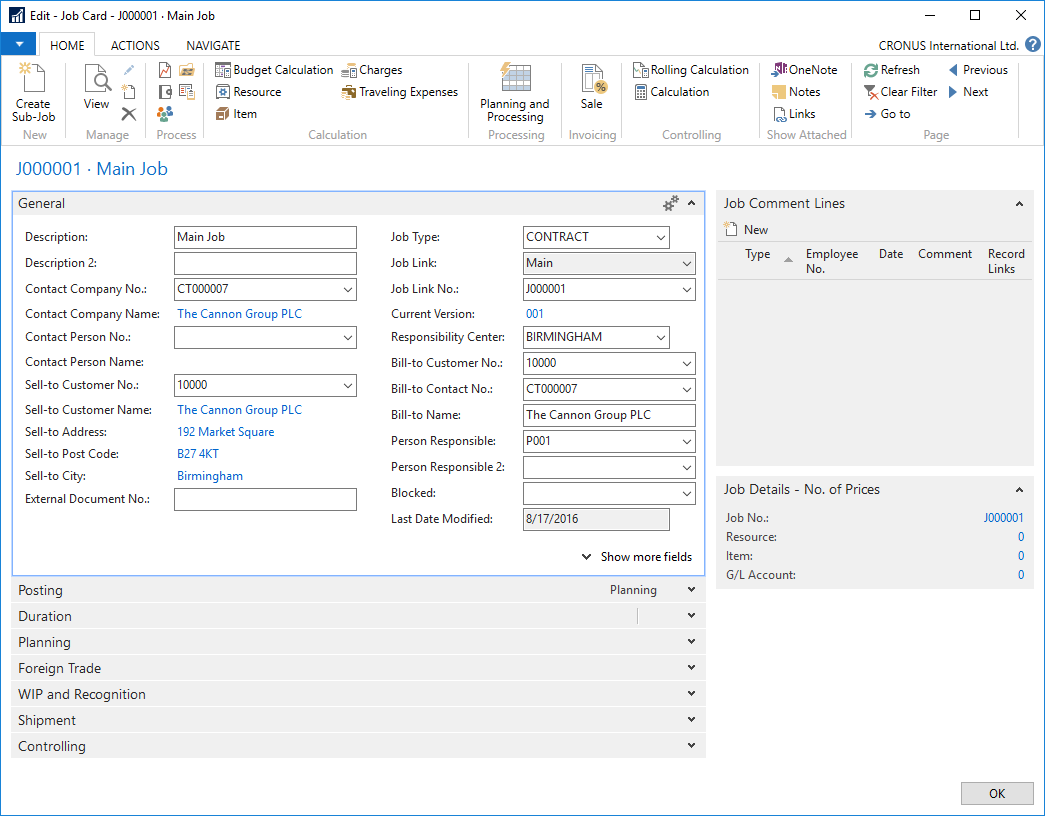 Edit - Job Card - J000001 · Main Job
HOME ACTIONS NAVIGATE CRONUS International Ltd. ?
Create Sub-Job
New
View
Manage
Process
Budget Calculation Charges
Resource Traveling Expenses
Item
Calculation
Planning and Processing
Processing
Sale
Invoicing
Rolling Calculation
Calculation
Controlling
OneNote
Notes
Links
Show Attached
Refresh Previous
Clear Filter Next
Go to
Page
J000001 · Main Job
General
Description: Main Job
Description 2:
Contact Company No.: CT000007
Contact Company Name: The Cannon Group PLC
Contact Person No.:
Contact Person Name:
Sell-to Customer No.: 10000
Sell-to Customer Name: The Cannon Group PLC
Sell-to Address: 192 Market Square
Sell-to Post Code: B27 4KT
Sell-to City: Birmingham
External Document No.:
Job Type: CONTRACT
Job Link: Main
Job Link No.: J000001
Current Version: 001
Responsibility Center: BIRMINGHAM
Bill-to Customer No.: 10000
Bill-to Contact No.: CT000007
Bill-to Name: The Cannon Group PLC
Person Responsible: P001
Person Responsible 2:
Blocked:
Last Date Modified: 8/17/2016
Show more fields
Posting Planning
Duration
Planning
Foreign Trade
WIP and Recognition
Shipment
Controlling
Job Comment Lines
New
Type Employee No. Date Comment Record Links
Job Details - No. of Prices
Job No.: J000001
Resource: 0
Item: 0
G/L Account: 0
OK